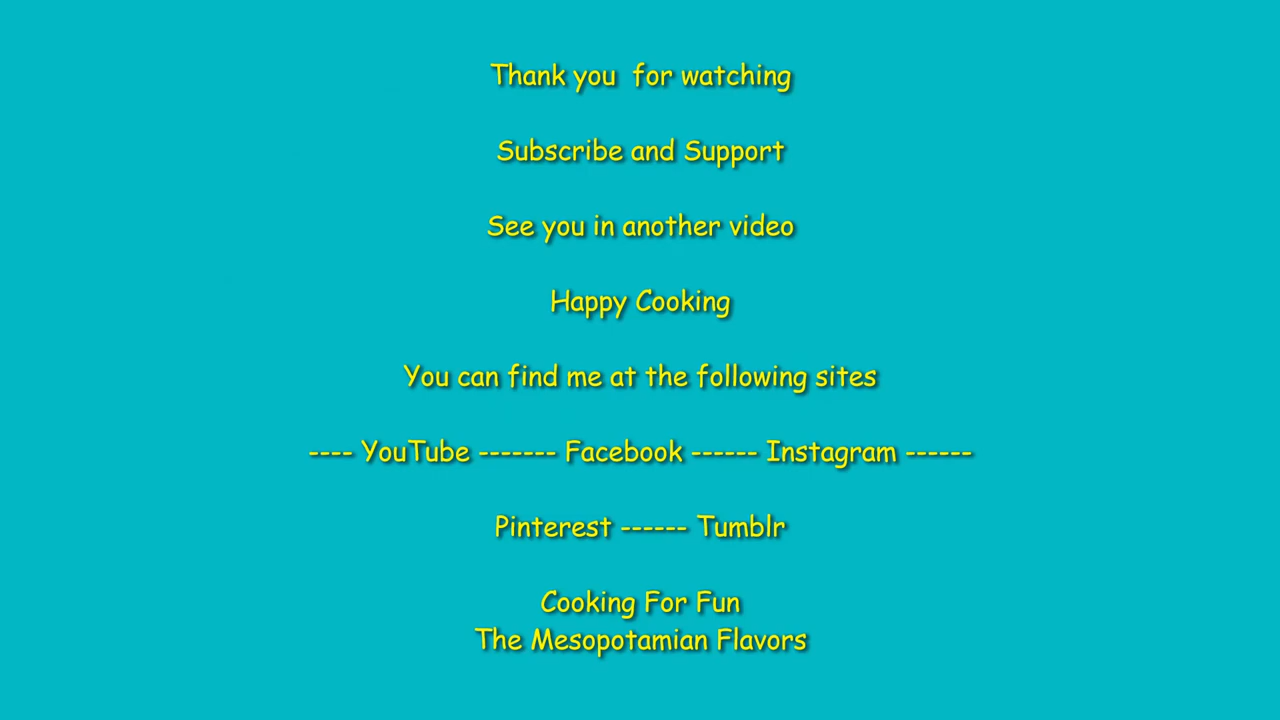 Thank you  for watching
Subscribe and Support
See you in another video
Happy Cooking
You can find me at the following sites
---- YouTube ------- Facebook ------ Instagram ------
Pinterest ------ Tumblr
Cooking For Fun
The Mesopotamian Flavors